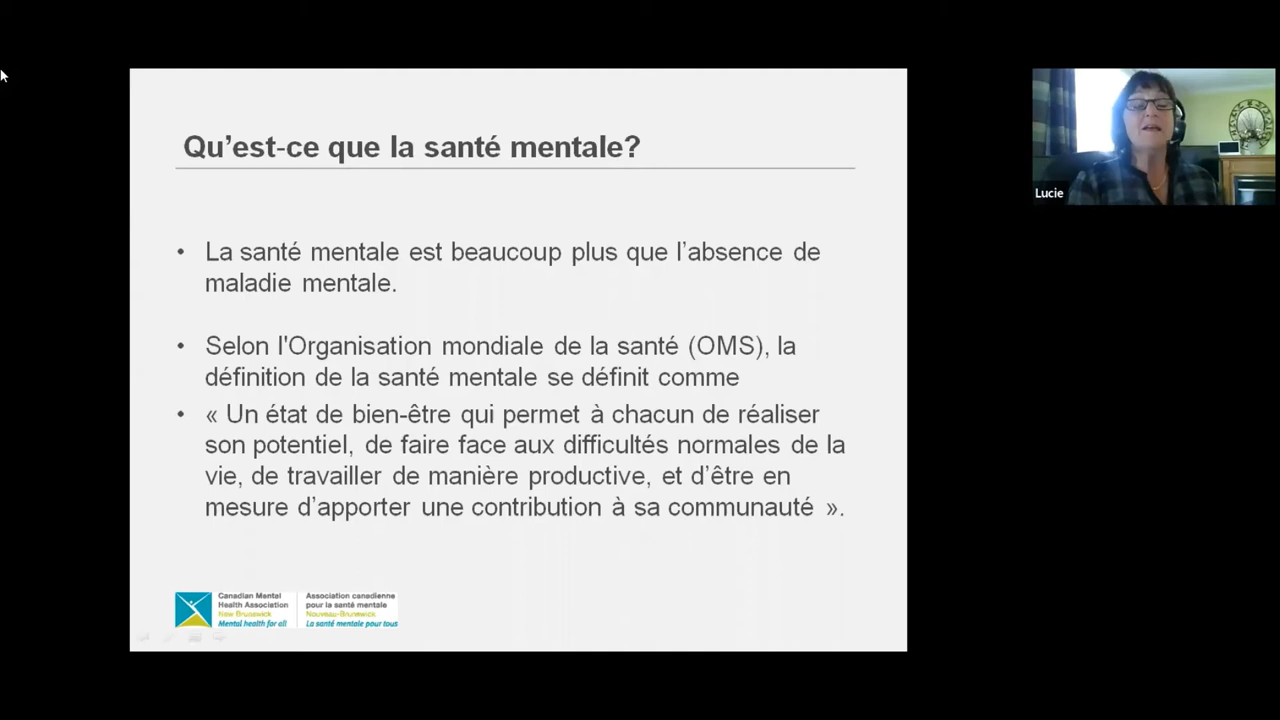 Qu’est-ce que la santé mentale?
• La santé mentale est beaucoup plus que l’absence de
maladie mentale.
• Selon l'Organisation mondiale de la santé (OMS), la
définition de la santé mentale se définit comme
• « Un état de bien-être qui permet à chacun de réaliser
son potentiel, de faire face aux difficultés normales de la
vie, de travailler de manière productive, et d’être en
mesure d’apporter une contribution à sa communauté ».
Canadian Mental
Health Association
New Brunswick
Mental health for all
Association canadienne
pour la santé mentale
Nouveau-Brunswick
La santé mentale pour tous
Lucie